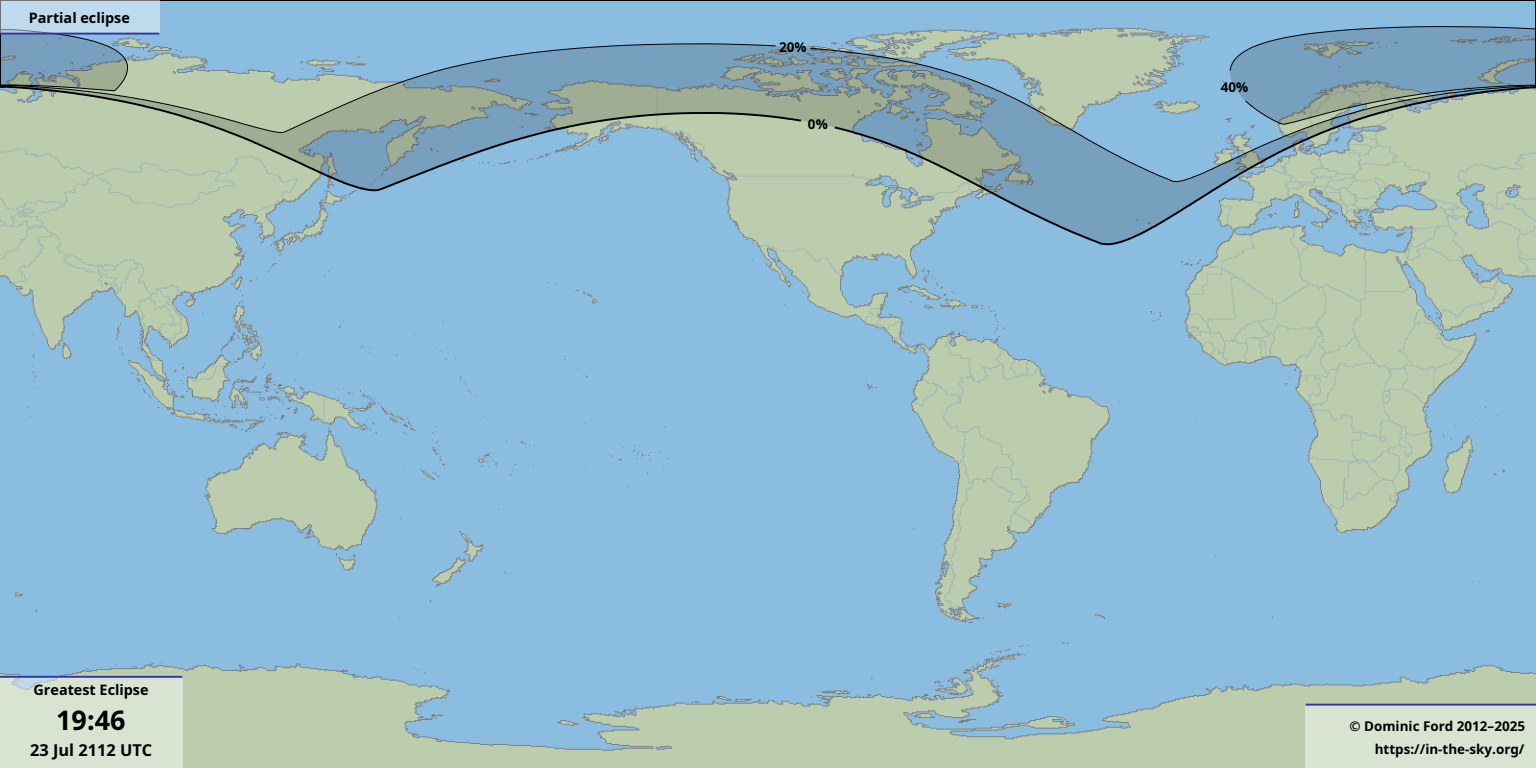 Partial eclipse
20%
40%
0%
Greatest Eclipse
19:46
23 Jul 2112 UTC
© Dominic Ford 2012–2025
https://in-the-sky.org/